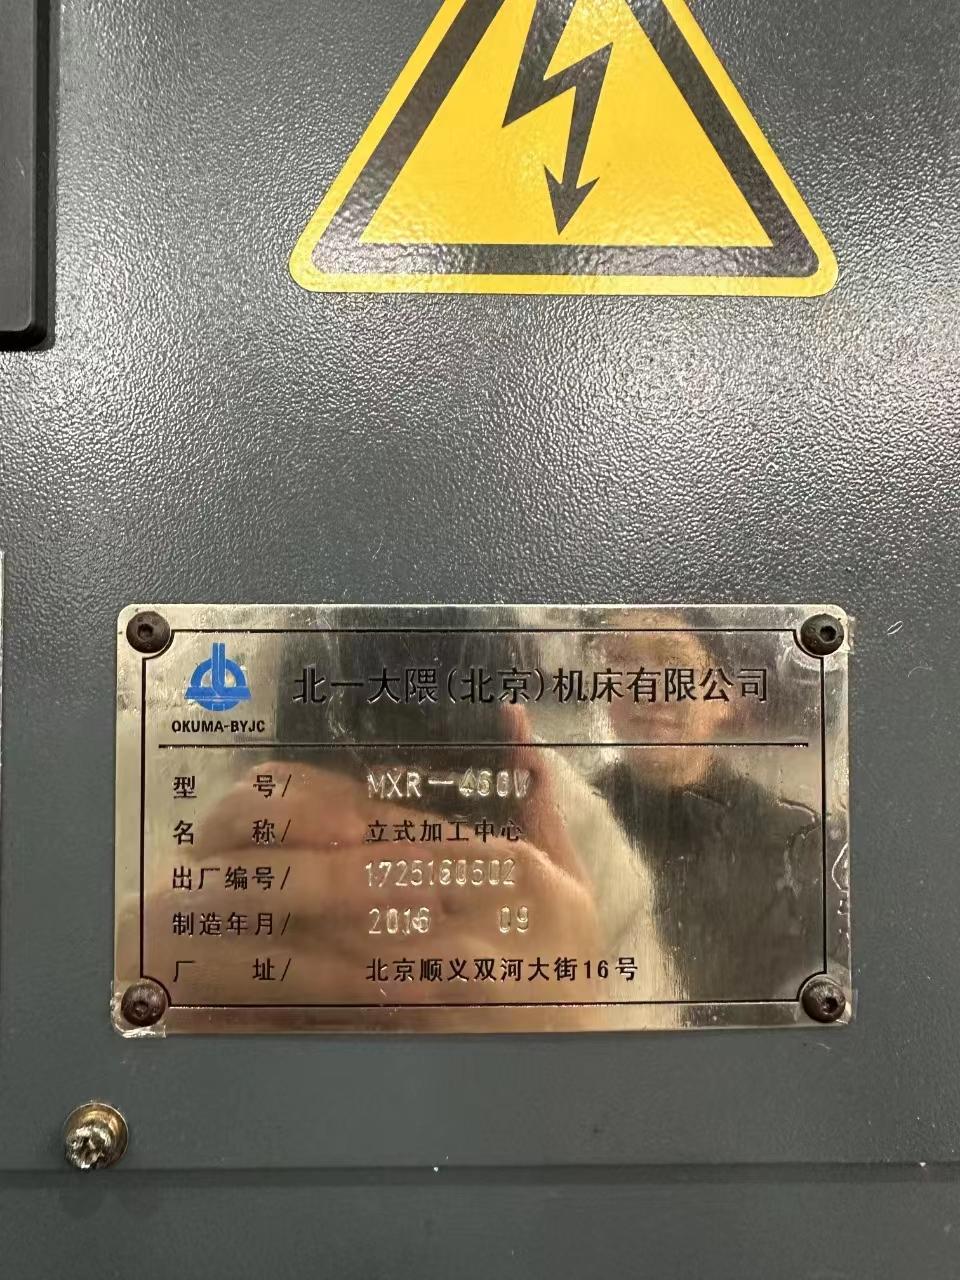 OKUMA-BYJC
北一大隈(北京)机床有限公司
型 号/ MXR-460V
名 称/ 立式加工中心
出厂编号/ 1725160502
制造年月/ 2016 09
厂 址/ 北京顺义双河大街16号